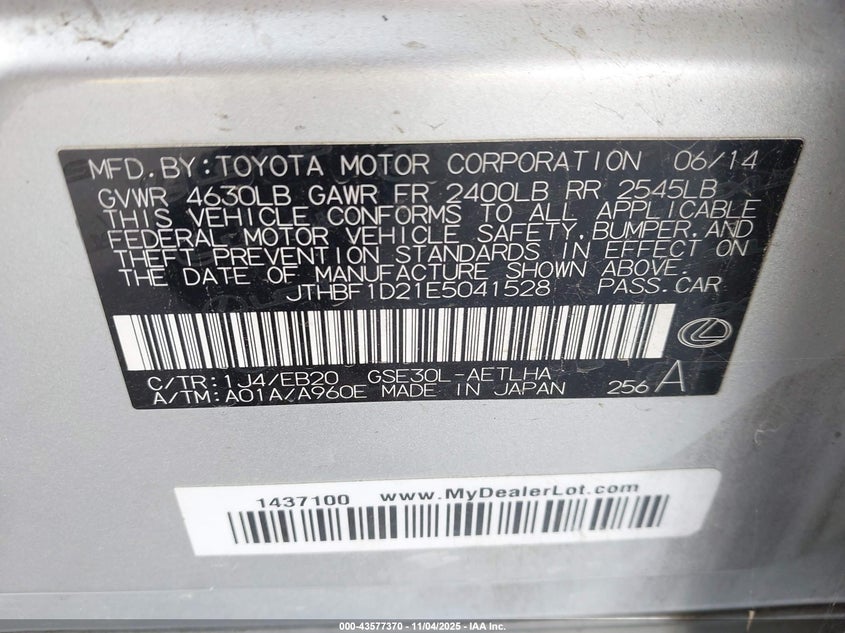 MFD.BY:TOYOTA MOTOR CORPORATION 06/14
GVWR 4630LB GAWR FR 2400LB RR 2545LB
THIS VEHICLE CONFORMS TO ALL APPLICABLE
FEDERAL MOTOR VEHICLE SAFETY,BUMPER,AND
THEFT PREVENTION STANDARDS IN EFFECT ON
THE DATE OF MANUFACTURE SHOWN ABOVE.
JTHBF1D21E5041528 PASS.CAR
C/TR:1J4/EB20 GSE30L-AETLHA
A/TM:A01A/A960E MADE IN JAPAN 256 A
1437100 www.MyDealerLot.com
000-43577370 - 11/04/2025 - IAA Inc.